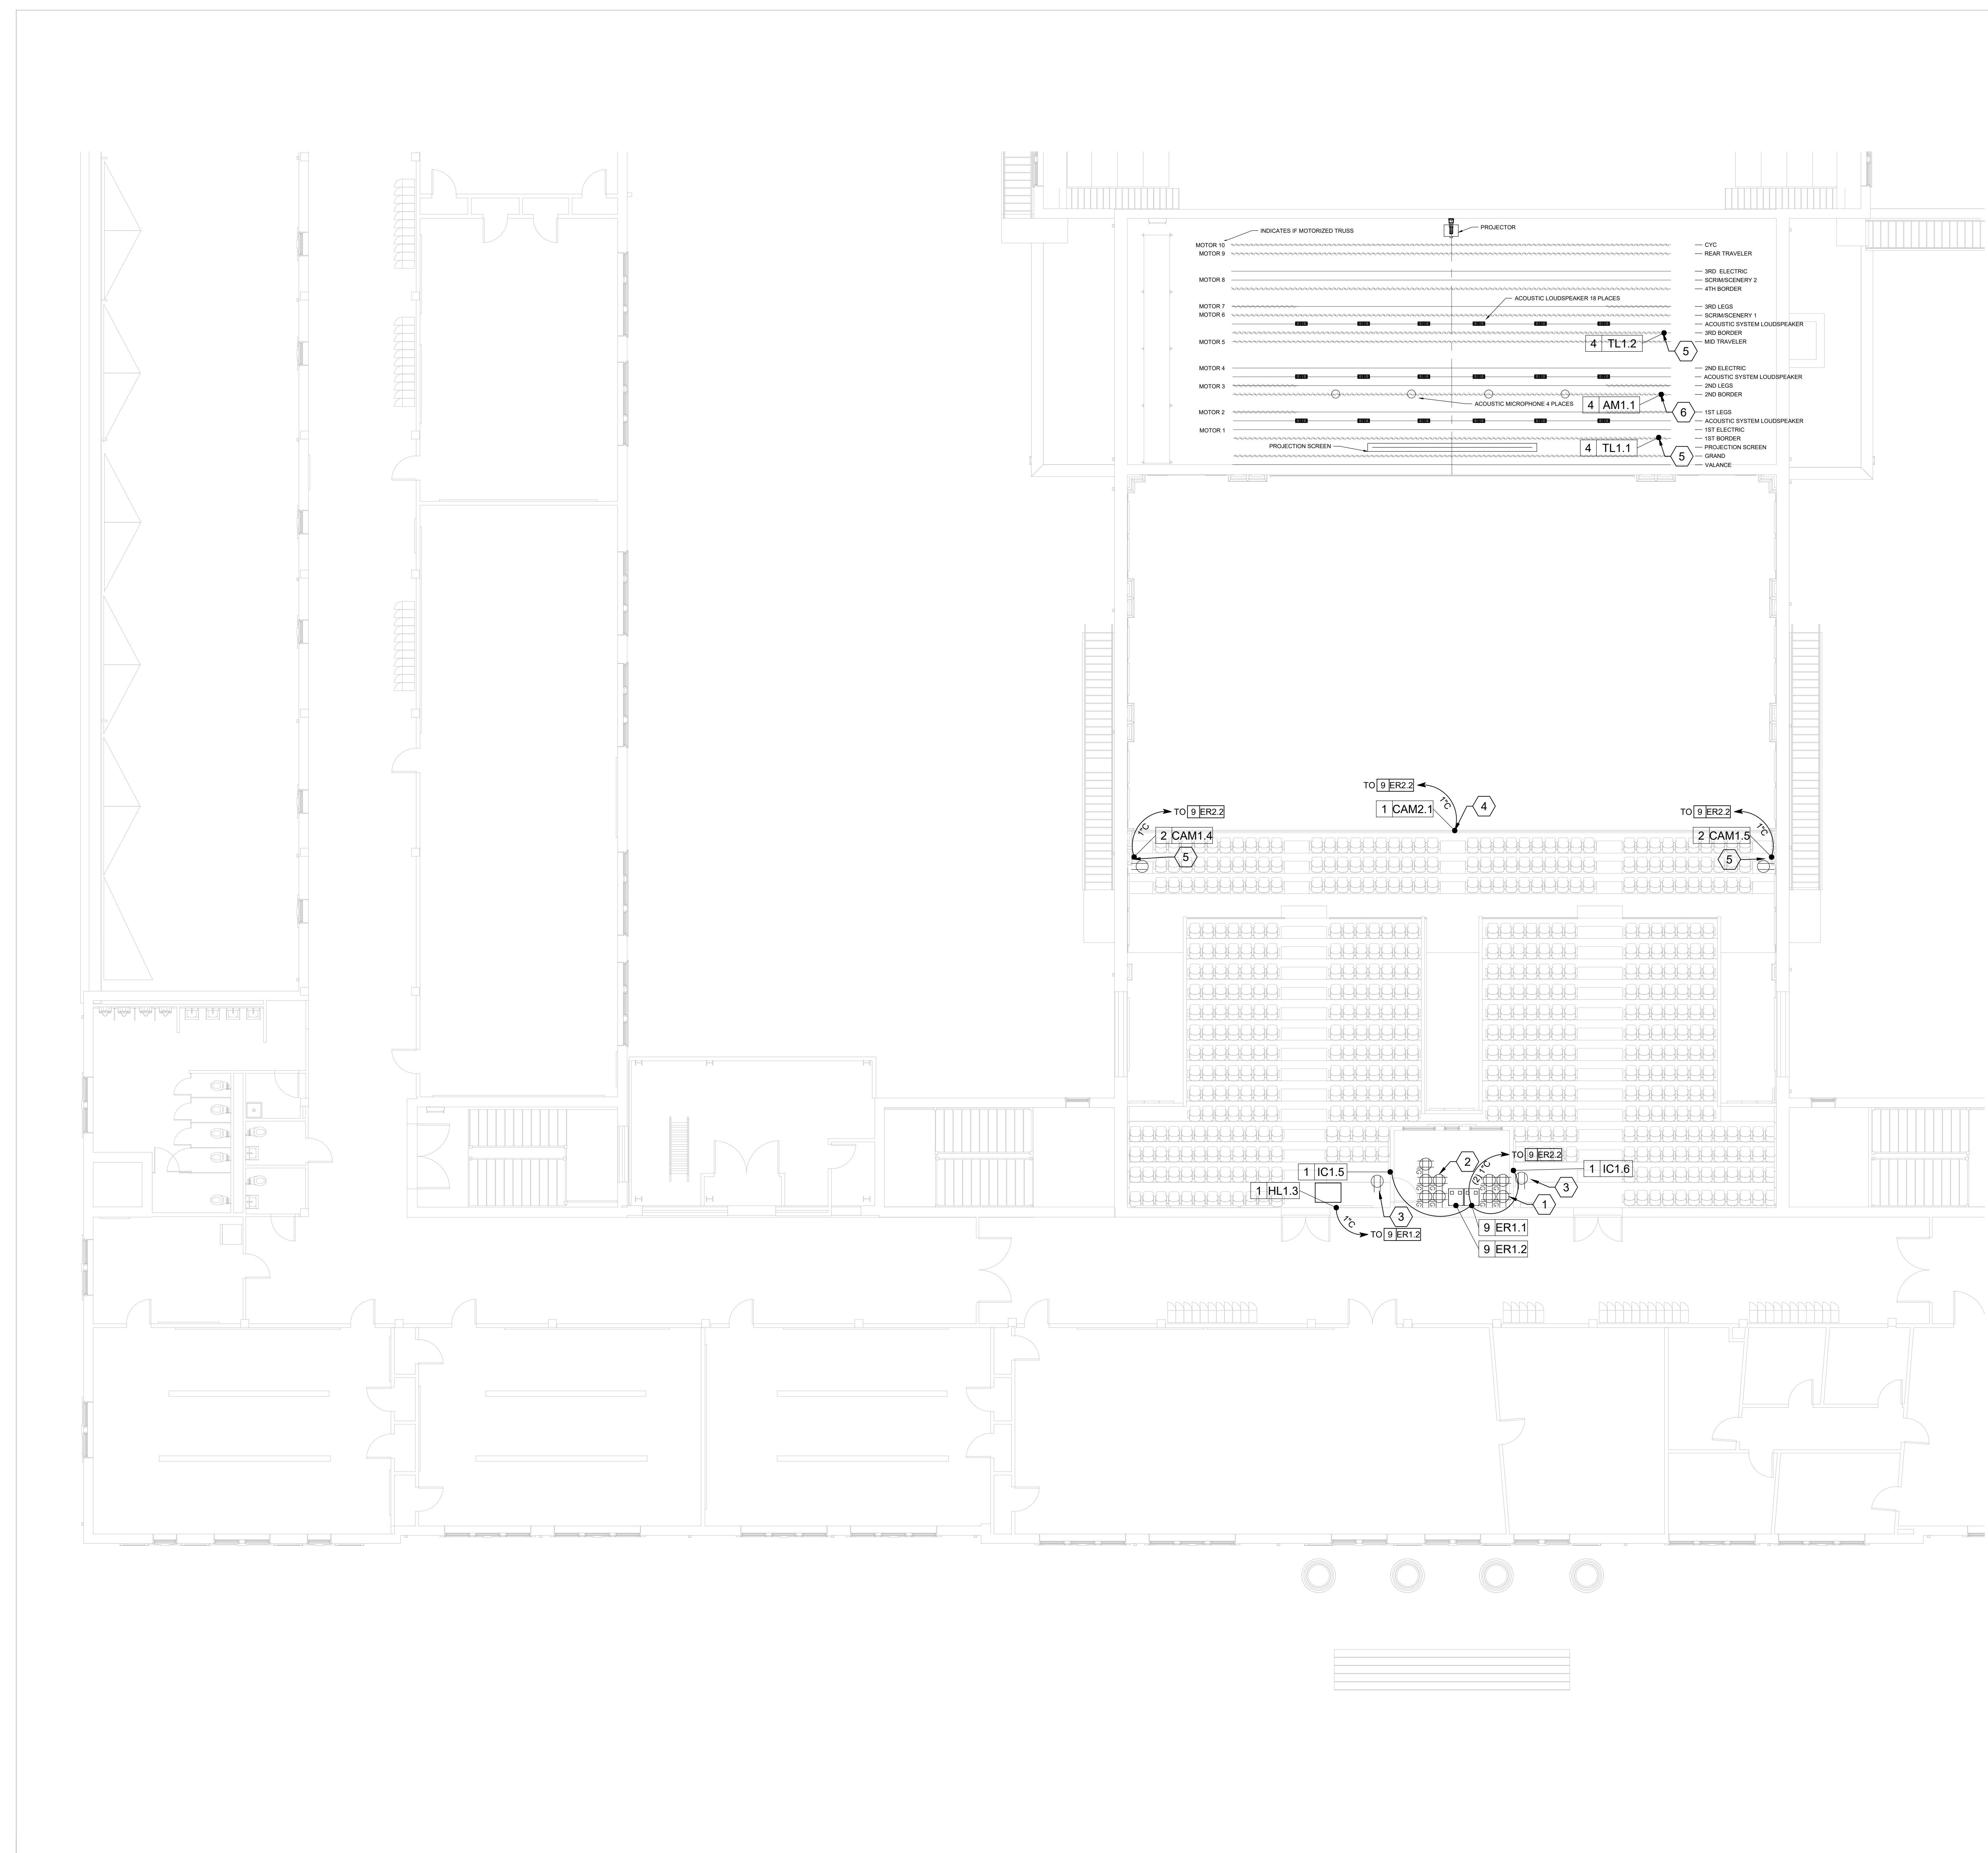 INDICATES IF MOTORIZED TRUSS
PROJECTOR
MOTOR 10
CYC
MOTOR 9
REAR TRAVELER
3RD ELECTRIC
MOTOR 8
SCRIM/SCENERY 2
4TH BORDER
ACOUSTIC LOUDSPEAKER 18 PLACES
MOTOR 7
3RD LEGS
MOTOR 6
SCRIM/SCENERY 1
ACOUSTIC SYSTEM LOUDSPEAKER
3RD BORDER
MOTOR 5
4 TL1.2
MID TRAVELER
5
MOTOR 4
2ND ELECTRIC
ACOUSTIC SYSTEM LOUDSPEAKER
MOTOR 3
2ND LEGS
2ND BORDER
ACOUSTIC MICROPHONE 4 PLACES
4 AM1.1
6
MOTOR 2
1ST LEGS
ACOUSTIC SYSTEM LOUDSPEAKER
MOTOR 1
1ST ELECTRIC
1ST BORDER
PROJECTION SCREEN
4 TL1.1
PROJECTION SCREEN
5
GRAND
VALANCE
TO 9 ER2.2
1"C
1 CAM2.1
4
TO 9 ER2.2
TO 9 ER2.2
1"C
1"C
2 CAM1.4
2 CAM1.5
5
5
TO 9 ER2.2
2
(2) 1"C
1 IC1.5
1 IC1.6
1 HL1.3
3
1
3
1"C
TO 9 ER1.2
9 ER1.1
9 ER1.2